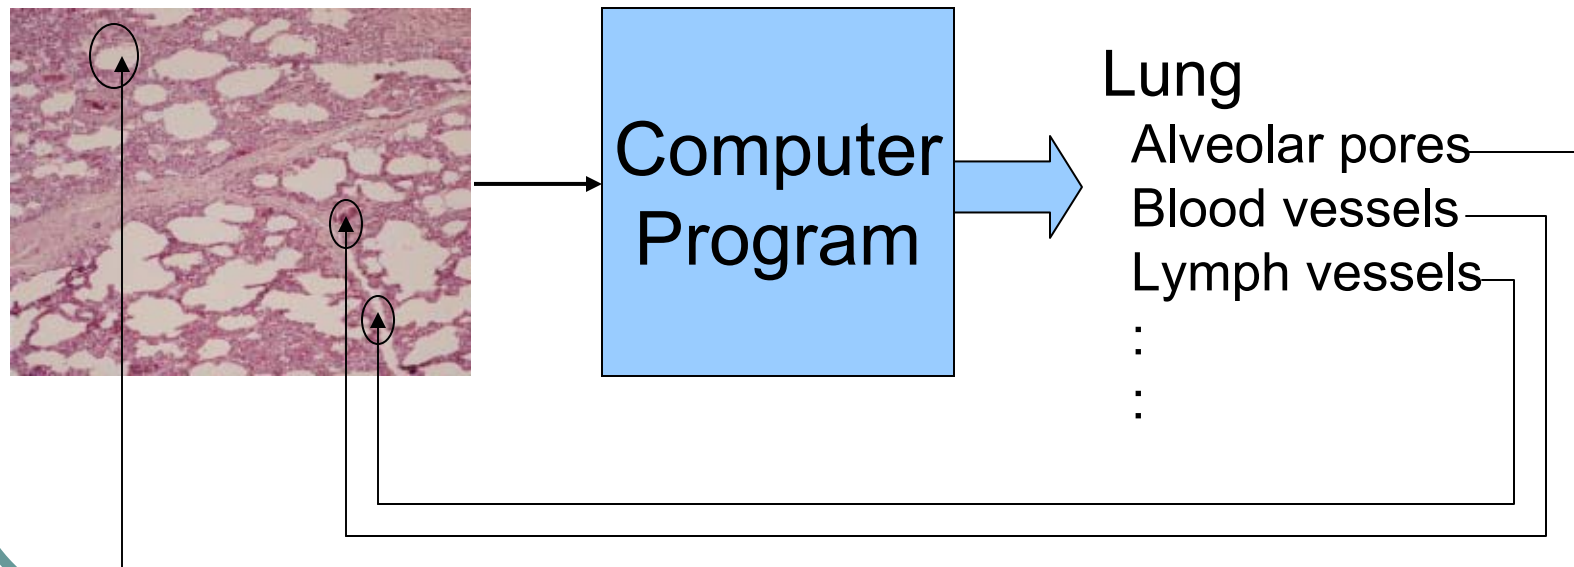 Computer
Program
Lung
Alveolar pores
Blood vessels
Lymph vessels
:
: